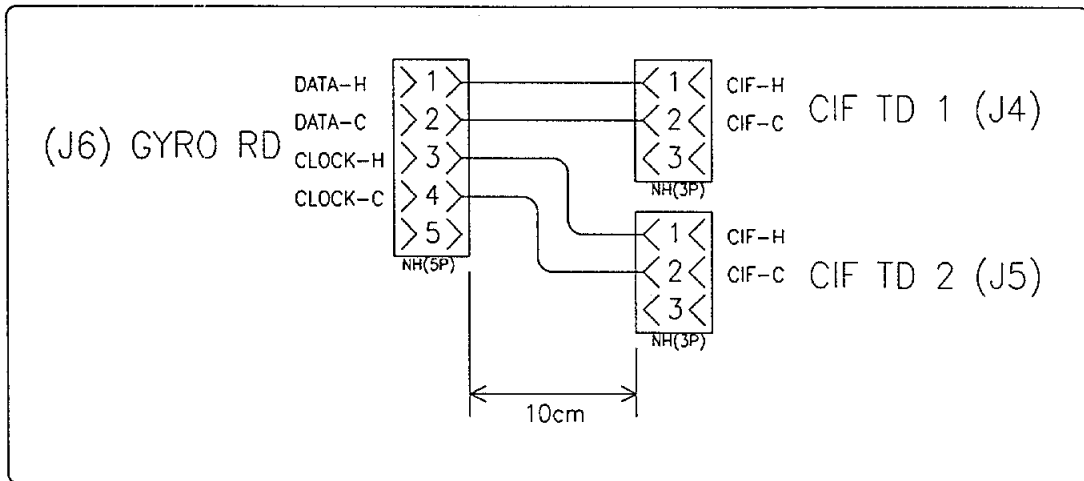 (J6) GYRO RD
DATA-H
DATA-C
CLOCK-H
CLOCK-C
1
2
3
4
5
NH(5P)
1
2
3
NH(3P)
CIF-H
CIF-C
CIF TD 1 (J4)
1
2
3
NH(3P)
CIF-H
CIF-C
CIF TD 2 (J5)
10cm